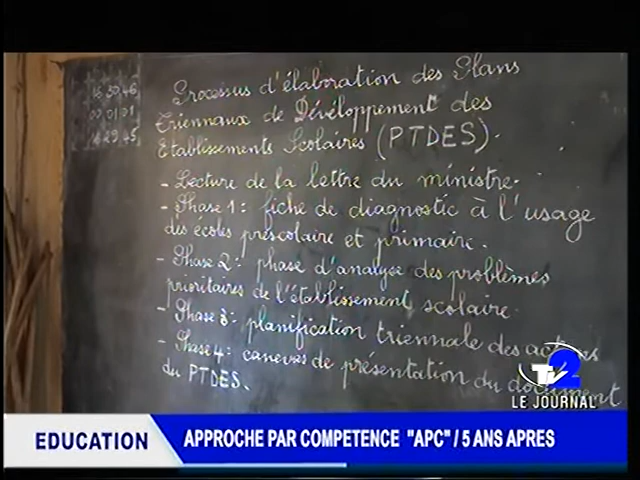 16 30 46
00 01 01
16 29 45
Processus d'élaboration des Plans
Triennaux de Développement des
Etablissements Scolaires (PTDES).
- Lecture de la lettre du ministre.
- Phase 1 : fiche de diagnostic à l'usage
des écoles préscolaire et primaire.
- Phase 2 : phase d'analyse des problèmes
prioritaires de l'établissement scolaire.
- Phase 3 : planification triennale des actions
- Phase 4 : canevas de présentation du document
du PTDES.
TV2
LE JOURNAL
EDUCATION
APPROCHE PAR COMPETENCE "APC" / 5 ANS APRES